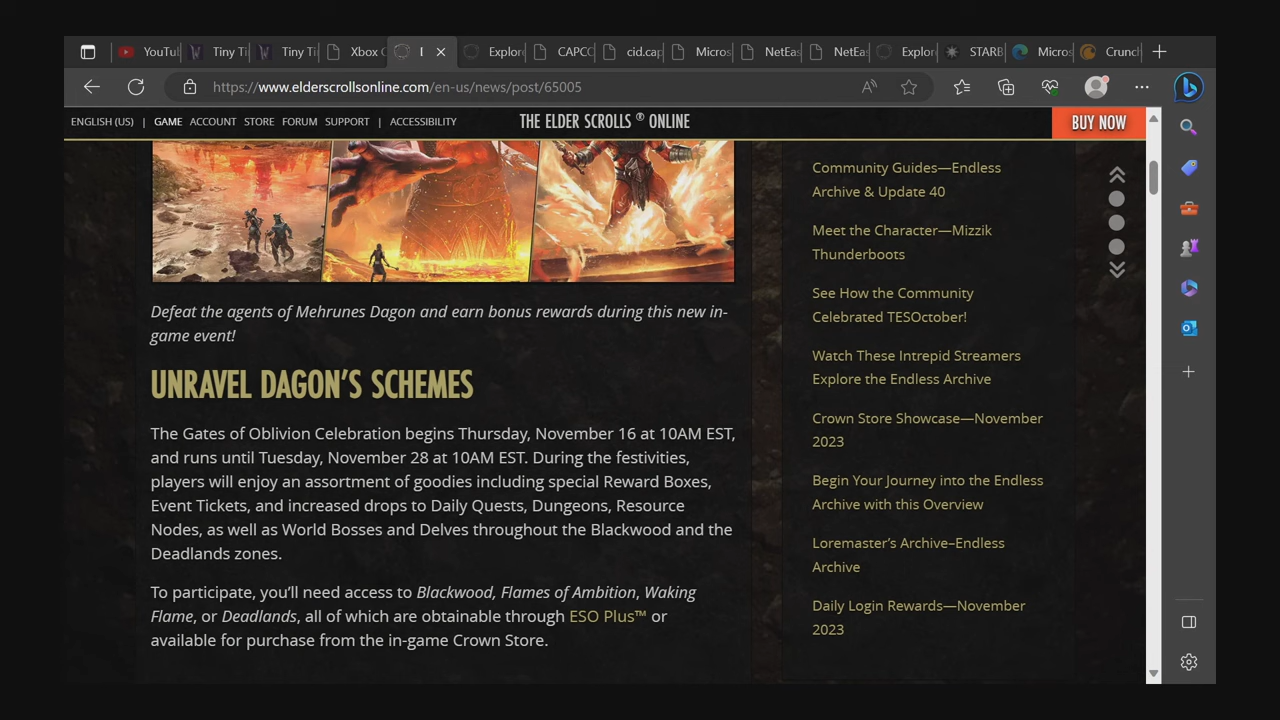 YouTu
Tiny Ti
Tiny Ti
Xbox C
Explor
CAPCC
cid.cap
Micros
NetEas
NetEa
Explor
STARB
Micros
Crunch
https://www.elderscrollsonline.com/en-us/news/post/65005
ENGLISH (US) | GAME ACCOUNT STORE FORUM SUPPORT | ACCESSIBILITY
THE ELDER SCROLLS ® ONLINE
BUY NOW
Defeat the agents of Mehrunes Dagon and earn bonus rewards during this new in-
game event!
UNRAVEL DAGON’S SCHEMES
The Gates of Oblivion Celebration begins Thursday, November 16 at 10AM EST,
and runs until Tuesday, November 28 at 10AM EST. During the festivities,
players will enjoy an assortment of goodies including special Reward Boxes,
Event Tickets, and increased drops to Daily Quests, Dungeons, Resource
Nodes, as well as World Bosses and Delves throughout the Blackwood and the
Deadlands zones.
To participate, you’ll need access to Blackwood, Flames of Ambition, Waking
Flame, or Deadlands, all of which are obtainable through ESO Plus™ or
available for purchase from the in-game Crown Store.
Community Guides—Endless
Archive & Update 40
Meet the Character—Mizzik
Thunderboots
See How the Community
Celebrated TESOctober!
Watch These Intrepid Streamers
Explore the Endless Archive
Crown Store Showcase—November
2023
Begin Your Journey into the Endless
Archive with this Overview
Loremaster’s Archive–Endless
Archive
Daily Login Rewards—November
2023